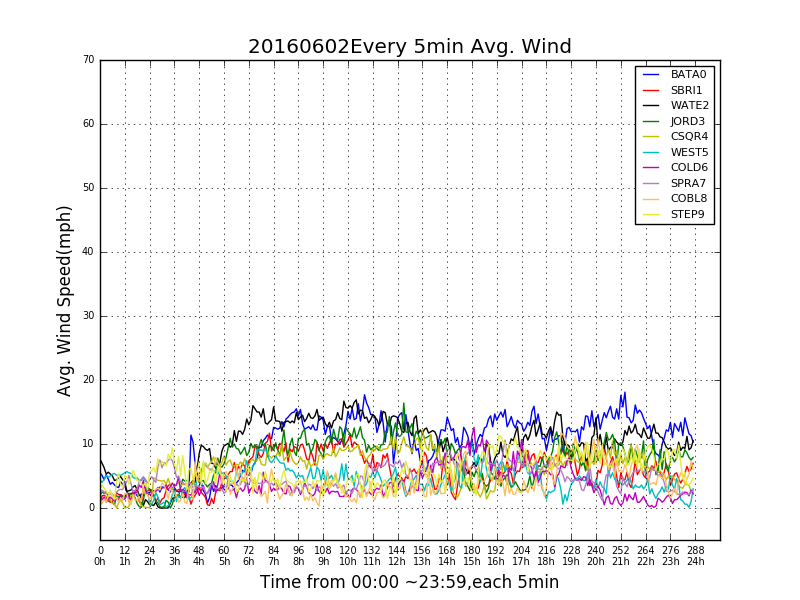 20160602Every 5min Avg. Wind
70
60
50
40
30
20
10
0
Avg. Wind Speed(mph)
BATA0
SBRI1
WATE2
JORD3
CSQR4
WEST5
COLD6
SPRA7
COBL8
STEP9
0 12 24 36 48 60 72 84 96 108 120 132 144 156 168 180 192 204 216 228 240 252 264 276 288
0h 1h 2h 3h 4h 5h 6h 7h 8h 9h 10h 11h 12h 13h 14h 15h 16h 17h 18h 19h 20h 21h 22h 23h 24h
Time from 00:00 ~23:59,each 5min